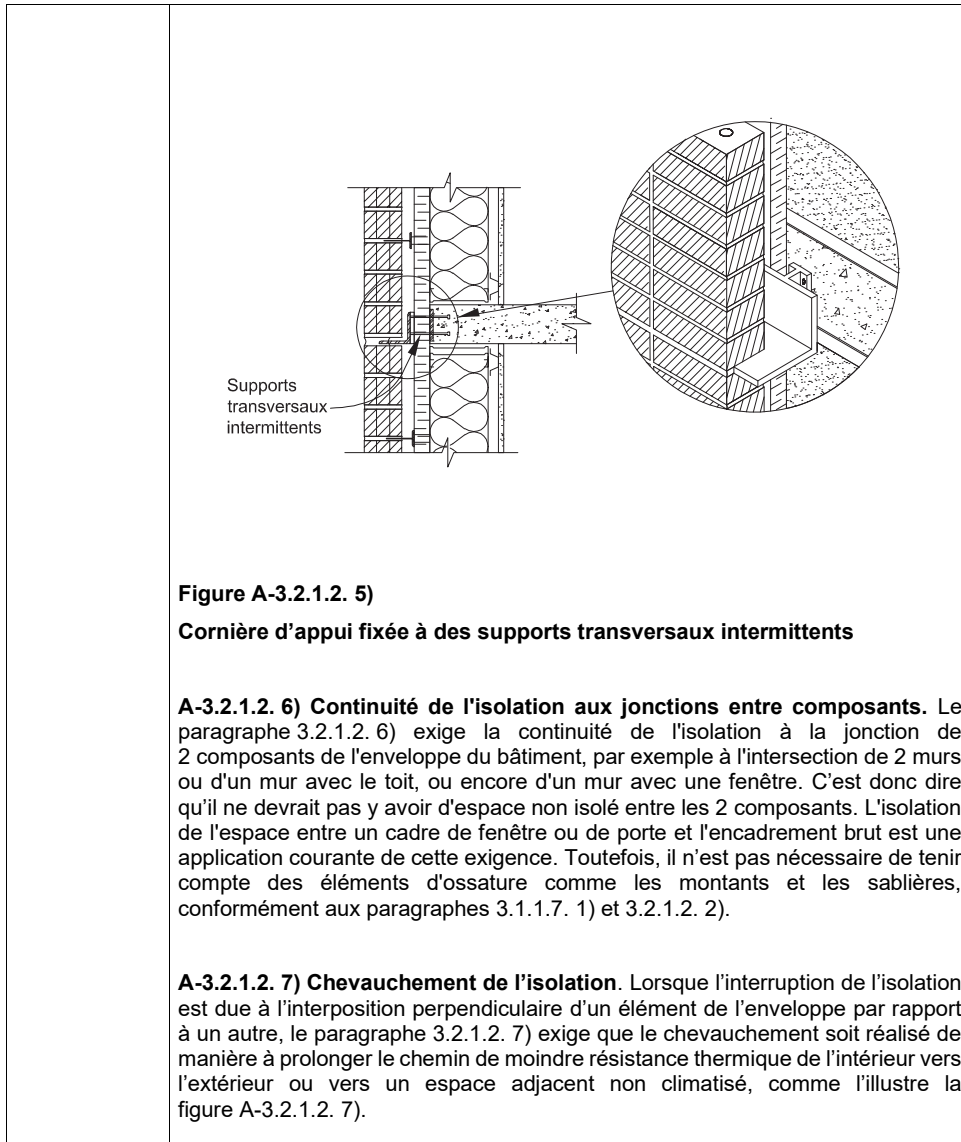 Supports
transversaux
intermittents
Figure A-3.2.1.2. 5)
Cornière d’appui fixée à des supports transversaux intermittents
A-3.2.1.2. 6) Continuité de l'isolation aux jonctions entre composants. Le
paragraphe 3.2.1.2. 6) exige la continuité de l'isolation à la jonction de
2 composants de l'enveloppe du bâtiment, par exemple à l'intersection de 2 murs
ou d'un mur avec le toit, ou encore d'un mur avec une fenêtre. C’est donc dire
qu’il ne devrait pas y avoir d'espace non isolé entre les 2 composants. L'isolation
de l'espace entre un cadre de fenêtre ou de porte et l'encadrement brut est une
application courante de cette exigence. Toutefois, il n’est pas nécessaire de tenir
compte des éléments d'ossature comme les montants et les sablières,
conformément aux paragraphes 3.1.1.7. 1) et 3.2.1.2. 2).
A-3.2.1.2. 7) Chevauchement de l’isolation. Lorsque l’interruption de l’isolation
est due à l’interposition perpendiculaire d’un élément de l’enveloppe par rapport
à un autre, le paragraphe 3.2.1.2. 7) exige que le chevauchement soit réalisé de
manière à prolonger le chemin de moindre résistance thermique de l’intérieur vers
l’extérieur ou vers un espace adjacent non climatisé, comme l’illustre la
figure A-3.2.1.2. 7).